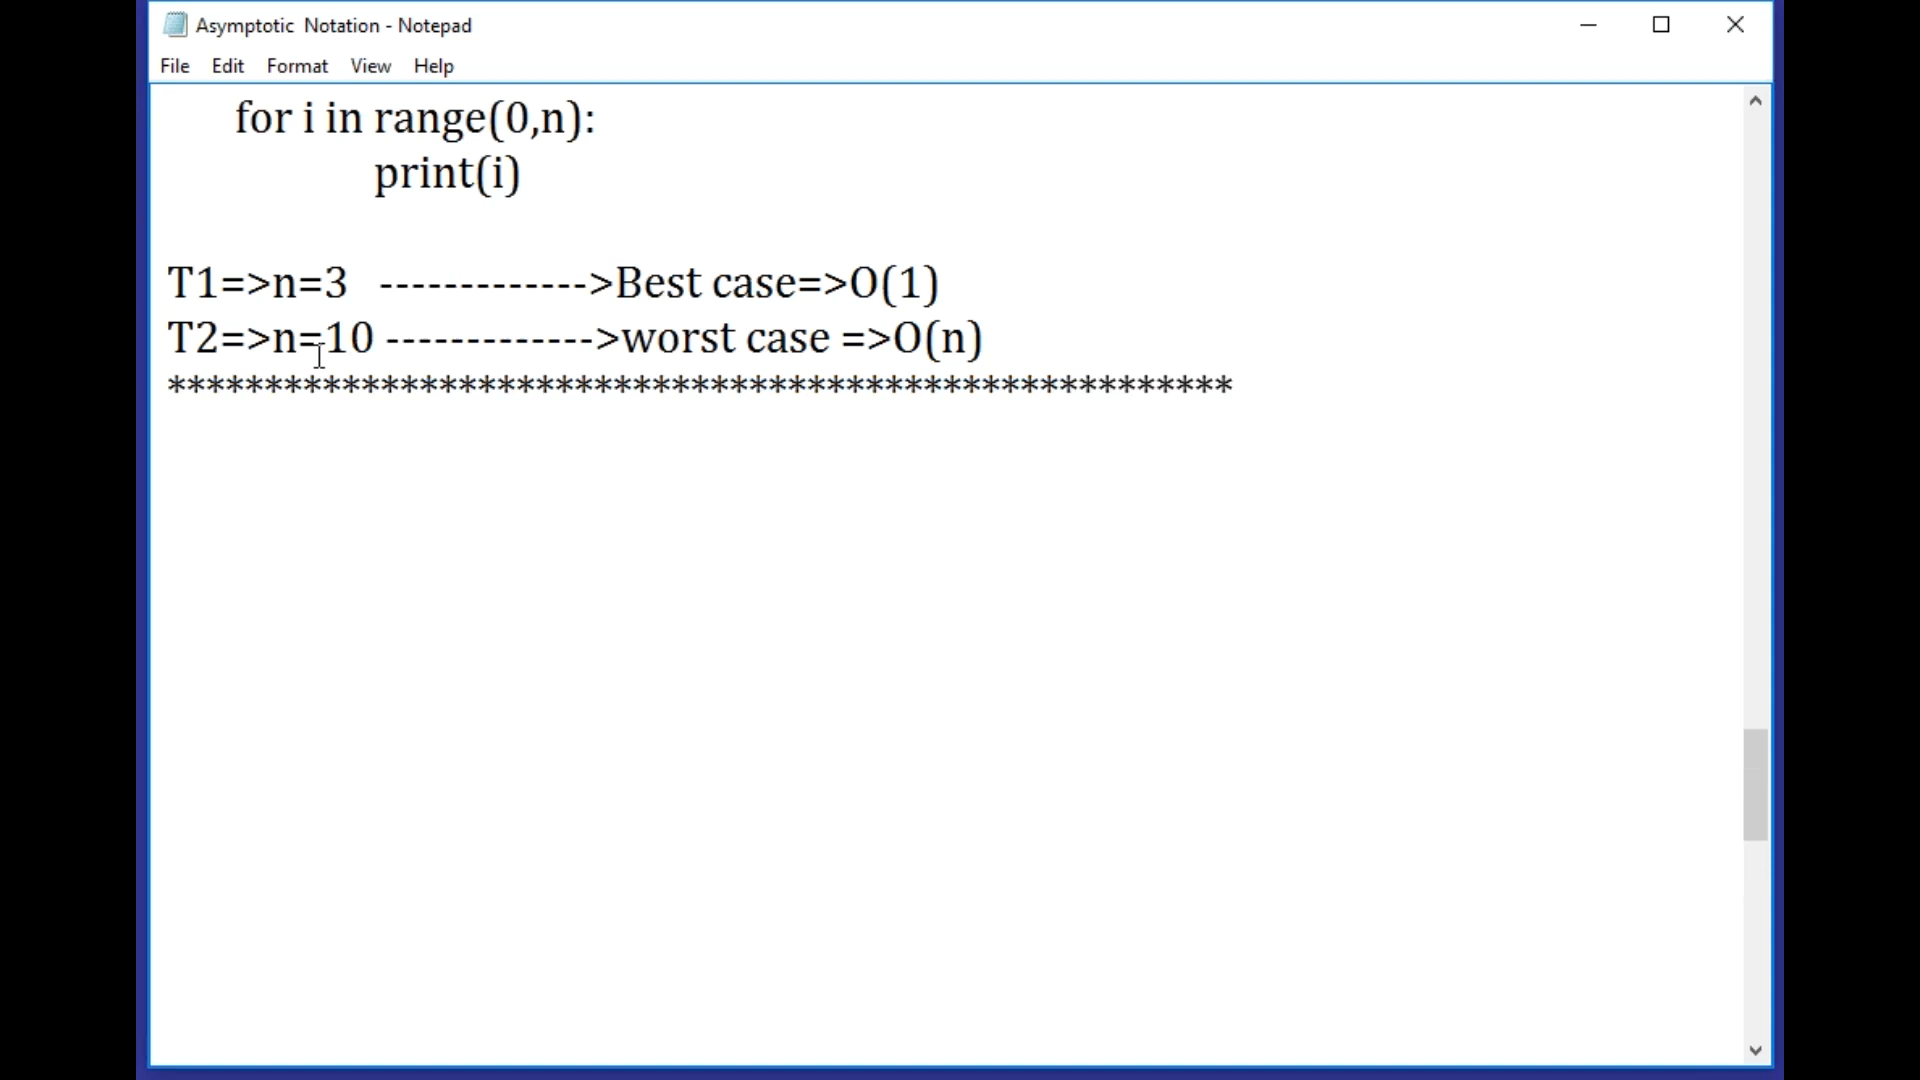 Asymptotic  Notation - Notepad
File Edit Format View Help
for i in range(0,n):
print(i)
T1=>n=3 ------------->Best case=>O(1)
T2=>n=10 ------------->worst case =>O(n)
*******************************************************